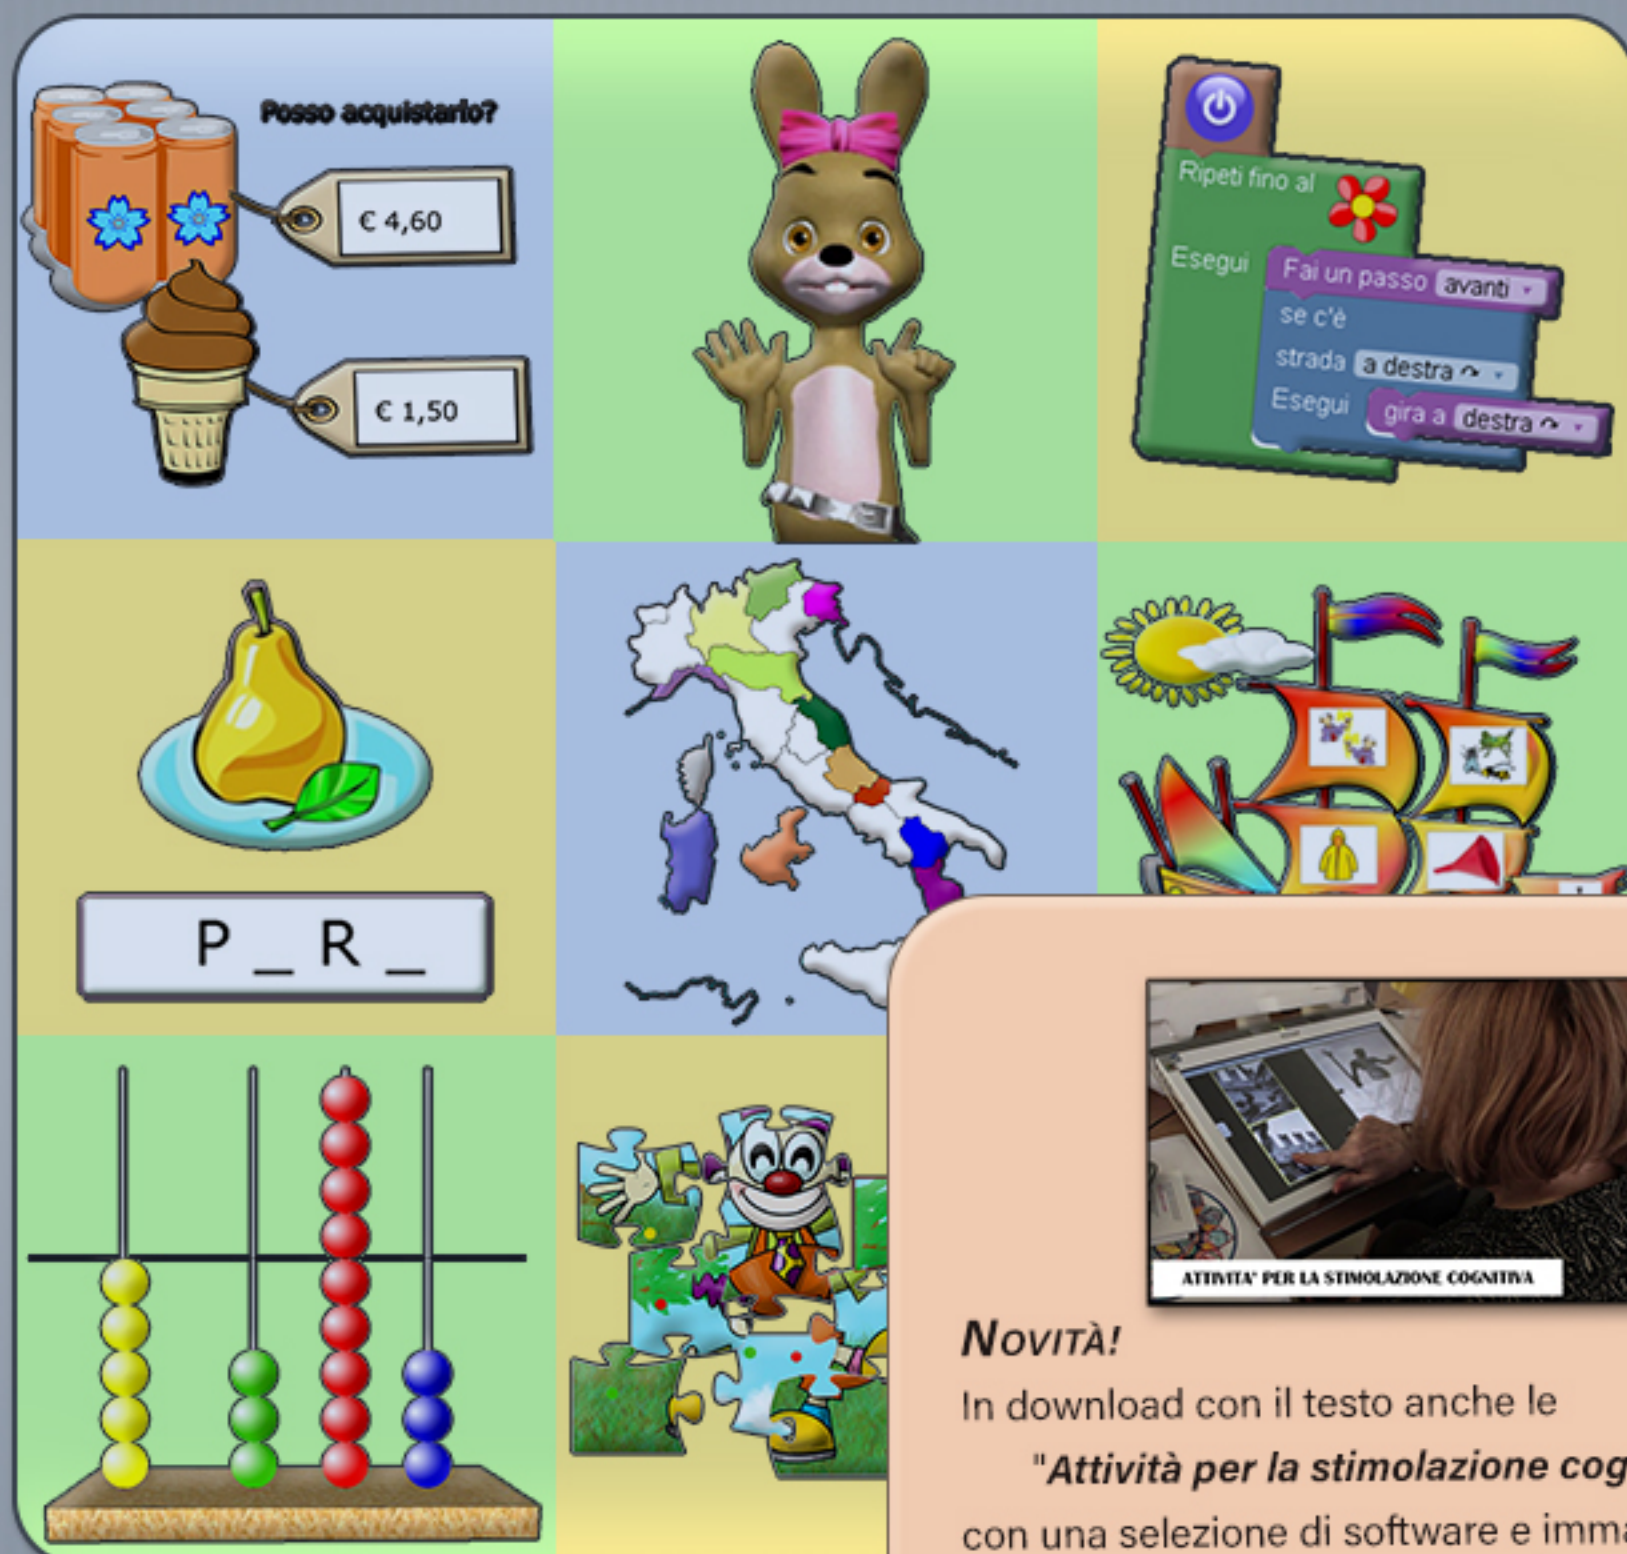 Posso acquistarlo?
€ 4,60
€ 1,50
Ripeti fino al
Esegui
Fai un passo avanti
se c'è
strada a destra
Esegui
gira a destra
P _ R _
ATTIVITA' PER LA STIMOLAZIONE COGNITIVA
NOVITÀ!
In download con il testo anche le
"Attività per la stimolazione cog
con una selezione di software e imma